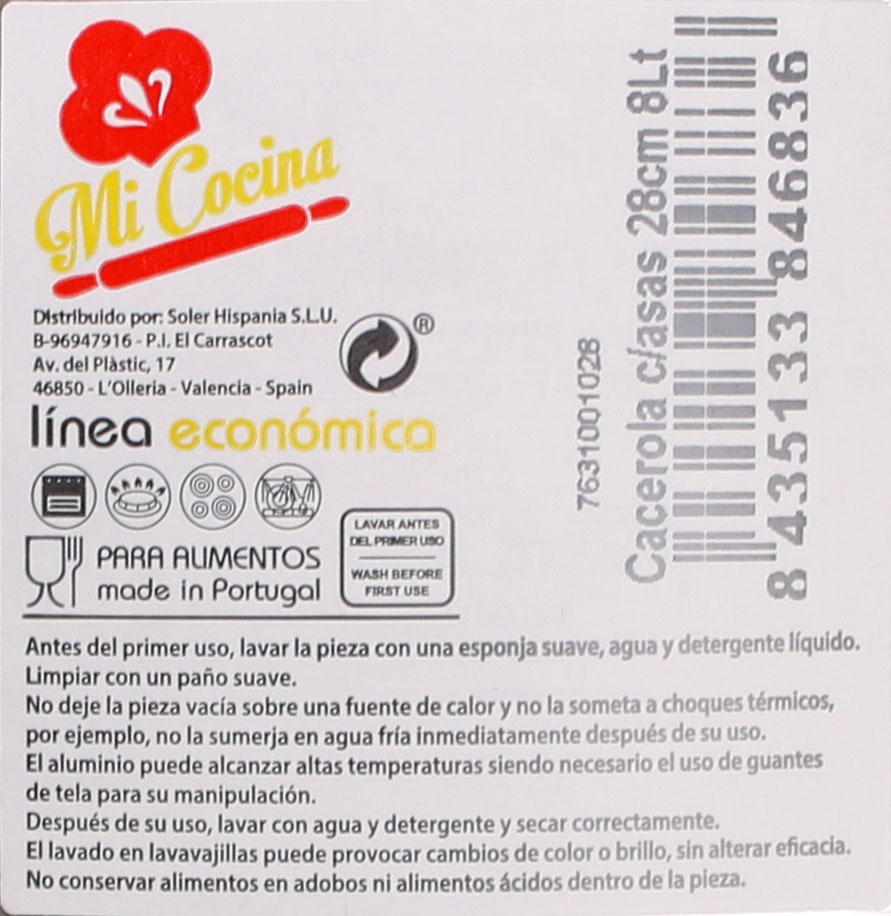 Mi Cocina
Distribuido por: Soler Hispania S.L.U.
B-96947916 - P.I. El Carrascot
Av. del Plàstic, 17
46850 - L'Olleria - Valencia - Spain
®
línea económica
PARA ALIMENTOS
made in Portugal
LAVAR ANTES
DEL PRIMER USO
WASH BEFORE
FIRST USE
7631001028
Cacerola c/asas 28cm 8Lt
8 435133 846836
Antes del primer uso, lavar la pieza con una esponja suave, agua y detergente líquido.
Limpiar con un paño suave.
No deje la pieza vacía sobre una fuente de calor y no la someta a choques térmicos,
por ejemplo, no la sumerja en agua fría inmediatamente después de su uso.
El aluminio puede alcanzar altas temperaturas siendo necesario el uso de guantes
de tela para su manipulación.
Después de su uso, lavar con agua y detergente y secar correctamente.
El lavado en lavavajillas puede provocar cambios de color o brillo, sin alterar eficacia.
No conservar alimentos en adobos ni alimentos ácidos dentro de la pieza.